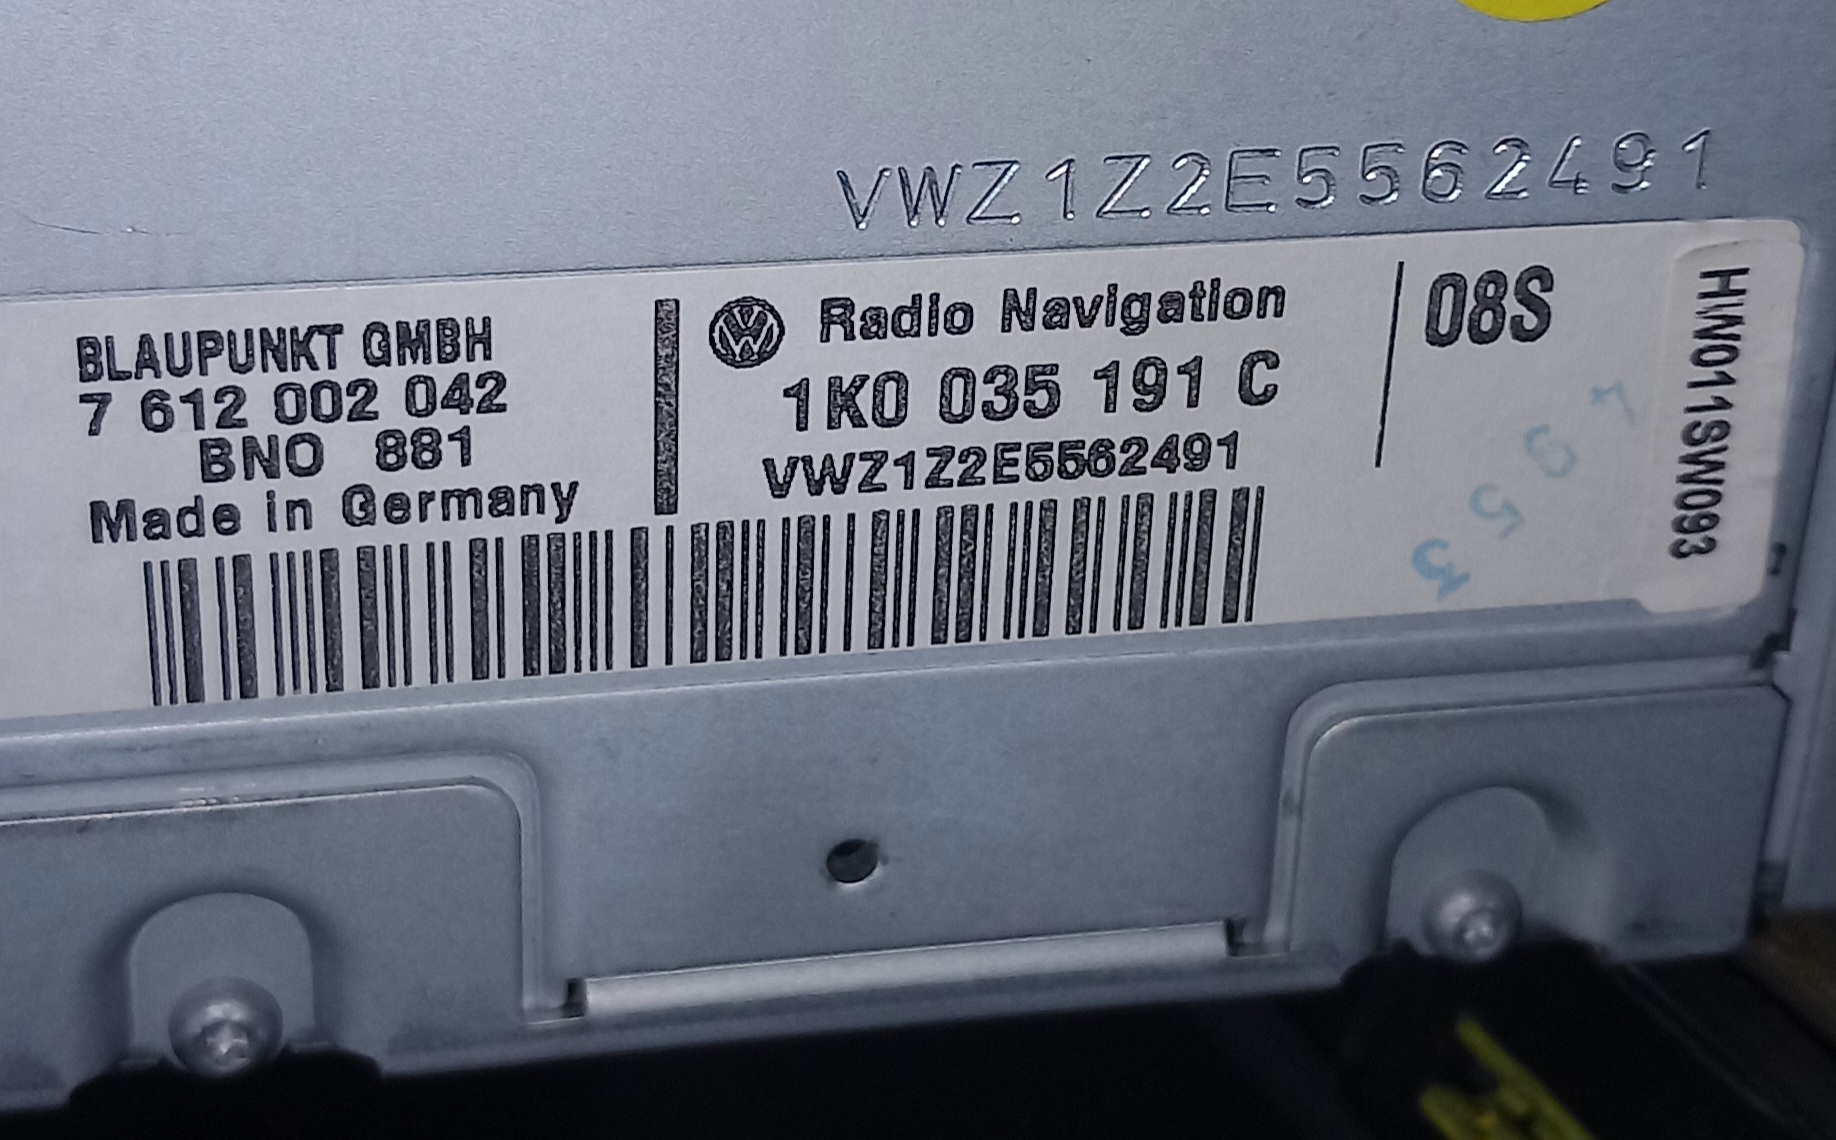 VWZ1Z2E5562491
BLAUPUNKT GMBH
7 612 002 042
BNO 881
Made in Germany
Radio Navigation
1K0 035 191 C
VWZ1Z2E5562491
08S
HW011SW093